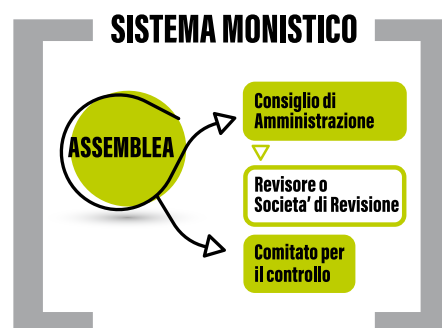 SISTEMA MONISTICO
ASSEMBLEA
Consiglio di
Amministrazione
Revisore o
Societa' di Revisione
Comitato per
il controllo